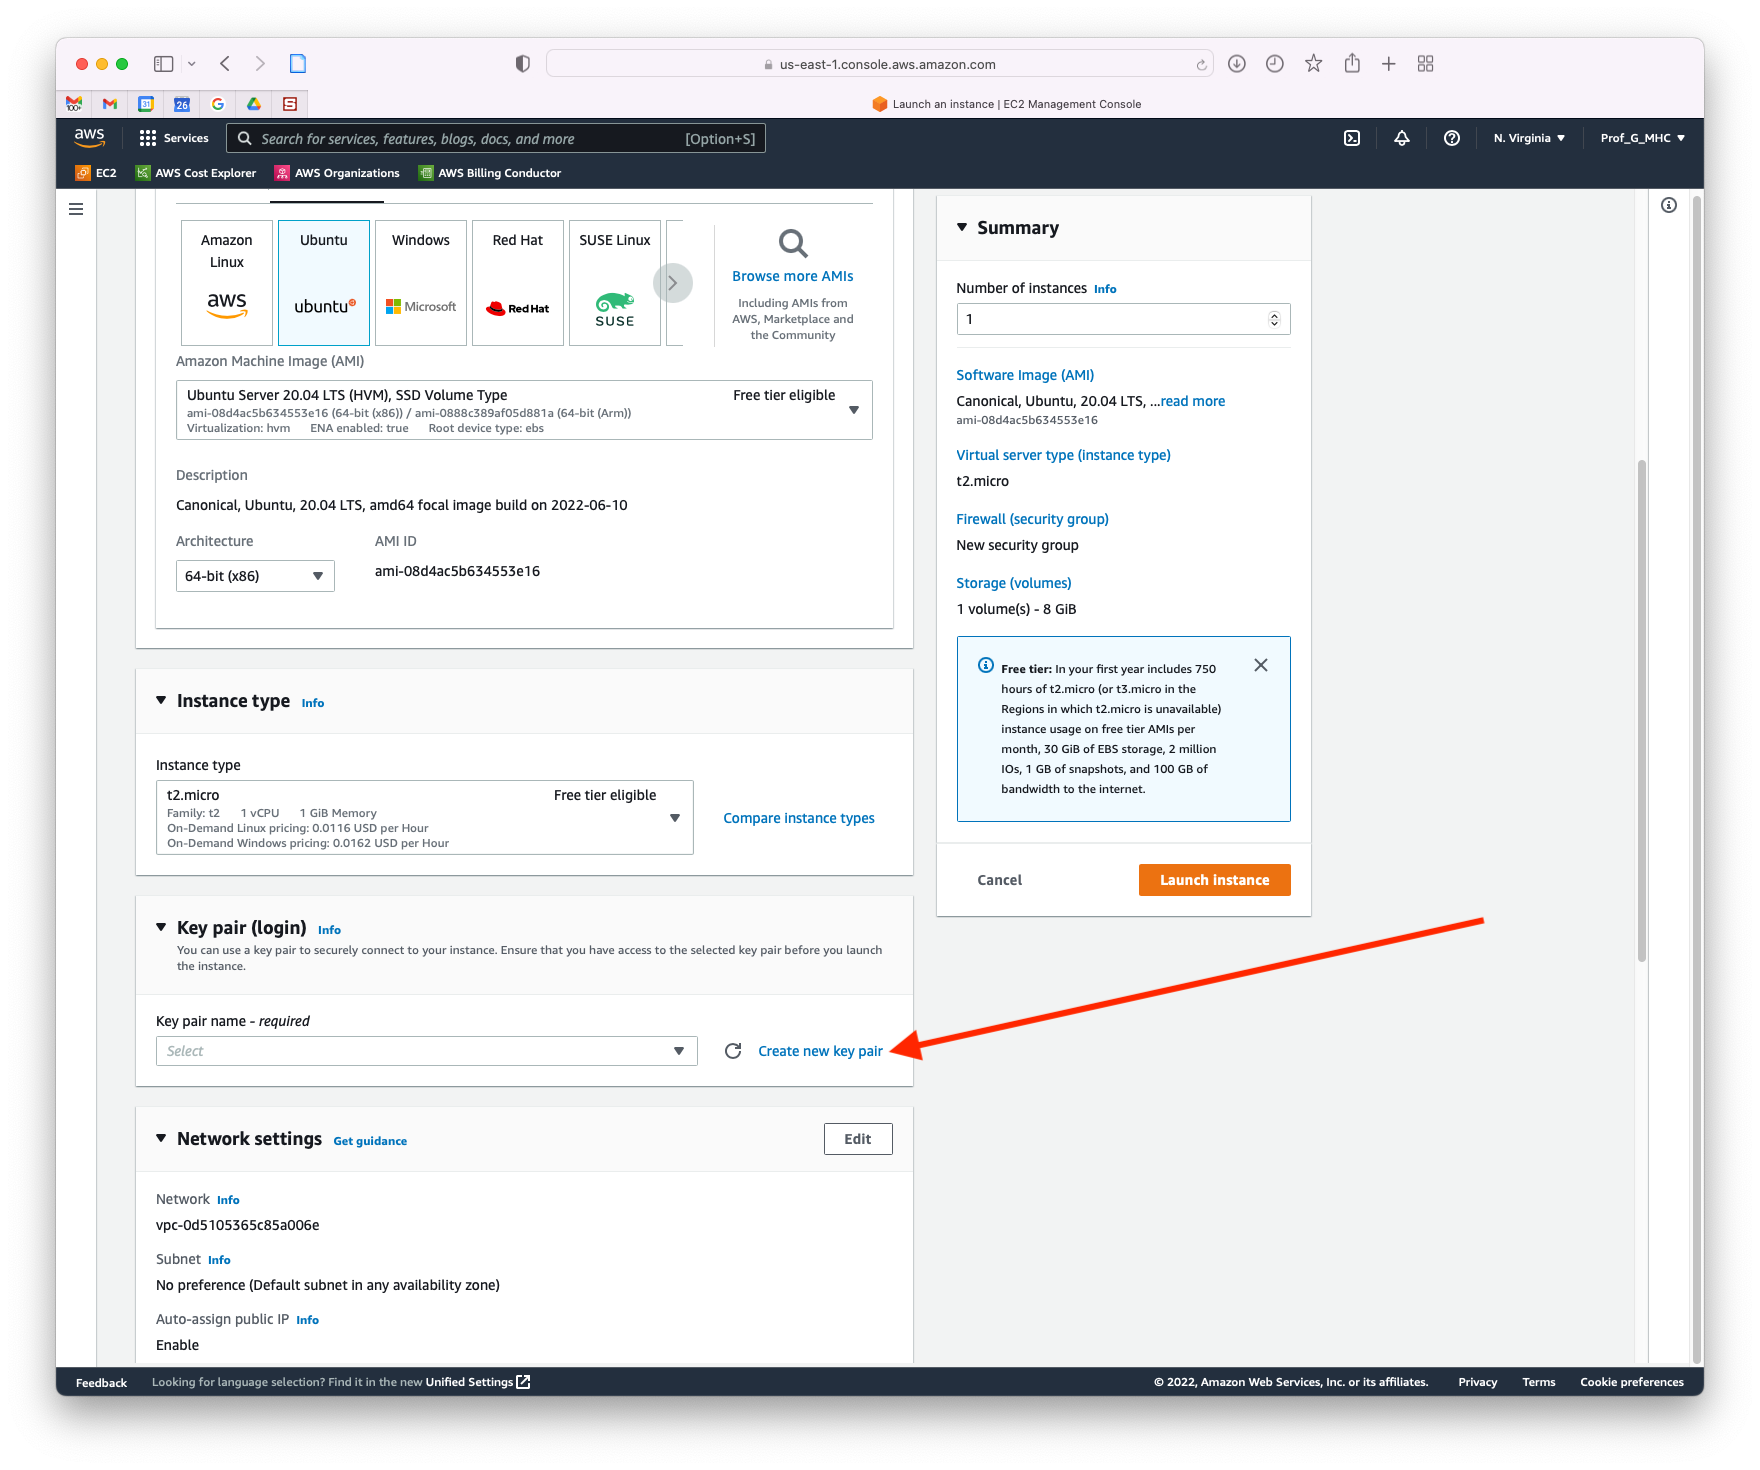 us-east-1.console.aws.amazon.com
100+
31
26
Launch an instance | EC2 Management Console
aws
Services
Search for services, features, blogs, docs, and more
[Option+S]
N. Virginia
Prof_G_MHC
EC2
AWS Cost Explorer
AWS Organizations
AWS Billing Conductor
Amazon
Linux
aws
Ubuntu
ubuntu
Windows
Microsoft
Red Hat
Red Hat
SUSE Linux
SUSE
Browse more AMIs
Including AMIs from
AWS, Marketplace and
the Community
Amazon Machine Image (AMI)
Ubuntu Server 20.04 LTS (HVM), SSD Volume Type
Free tier eligible
ami-08d4ac5b634553e16 (64-bit (x86)) / ami-0888c389af05d881a (64-bit (Arm))
Virtualization: hvm ENA enabled: true Root device type: ebs
Description
Canonical, Ubuntu, 20.04 LTS, amd64 focal image build on 2022-06-10
Architecture
AMI ID
64-bit (x86)
ami-08d4ac5b634553e16
Instance type Info
Instance type
t2.micro
Free tier eligible
Family: t2 1 vCPU 1 GiB Memory
On-Demand Linux pricing: 0.0116 USD per Hour
On-Demand Windows pricing: 0.0162 USD per Hour
Compare instance types
Key pair (login) Info
You can use a key pair to securely connect to your instance. Ensure that you have access to the selected key pair before you launch
the instance.
Key pair name - required
Select
Create new key pair
Network settings Get guidance
Edit
Network Info
vpc-0d5105365c85a006e
Subnet Info
No preference (Default subnet in any availability zone)
Auto-assign public IP Info
Enable
Summary
Number of instances Info
1
Software Image (AMI)
Canonical, Ubuntu, 20.04 LTS, ...read more
ami-08d4ac5b634553e16
Virtual server type (instance type)
t2.micro
Firewall (security group)
New security group
Storage (volumes)
1 volume(s) - 8 GiB
Free tier: In your first year includes 750
hours of t2.micro (or t3.micro in the
Regions in which t2.micro is unavailable)
instance usage on free tier AMIs per
month, 30 GiB of EBS storage, 2 million
IOs, 1 GB of snapshots, and 100 GB of
bandwidth to the internet.
Cancel
Launch instance
Feedback
Looking for language selection? Find it in the new Unified Settings
© 2022, Amazon Web Services, Inc. or its affiliates.
Privacy
Terms
Cookie preferences